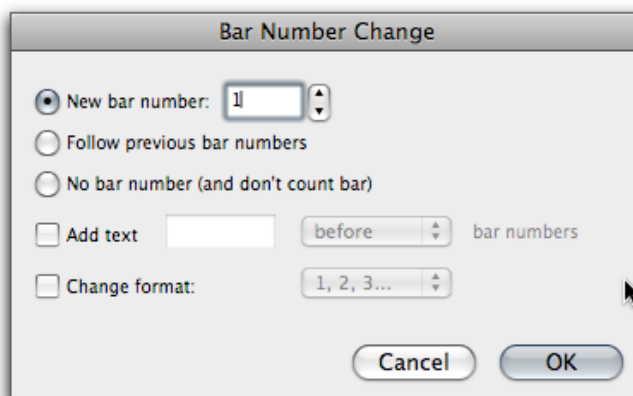 Bar Number Change
New bar number: 1
Follow previous bar numbers
No bar number (and don't count bar)
Add text before bar numbers
Change format: 1, 2, 3...
Cancel OK